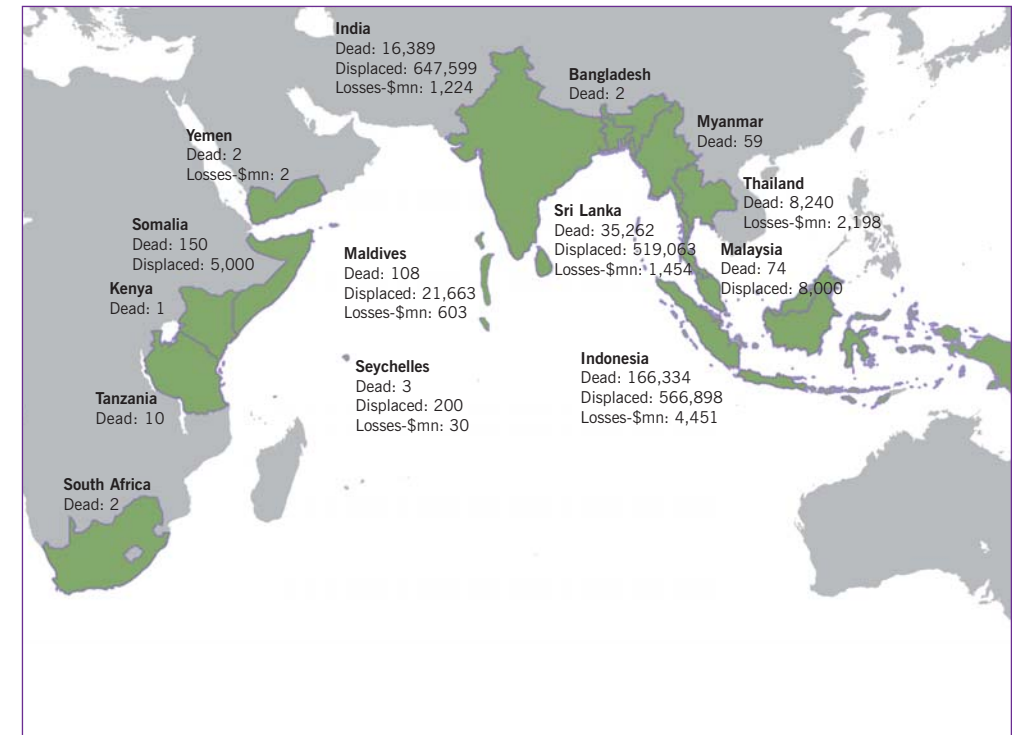 India
Dead: 16,389
Displaced: 647,599
Losses-$mn: 1,224
Bangladesh
Dead: 2
Myanmar
Dead: 59
Yemen
Dead: 2
Losses-$mn: 2
Thailand
Dead: 8,240
Losses-$mn: 2,198
Sri Lanka
Dead: 35,262
Displaced: 519,063
Losses-$mn: 1,454
Somalia
Dead: 150
Displaced: 5,000
Malaysia
Dead: 74
Displaced: 8,000
Maldives
Dead: 108
Displaced: 21,663
Losses-$mn: 603
Kenya
Dead: 1
Indonesia
Dead: 166,334
Displaced: 566,898
Losses-$mn: 4,451
Seychelles
Dead: 3
Displaced: 200
Losses-$mn: 30
Tanzania
Dead: 10
South Africa
Dead: 2